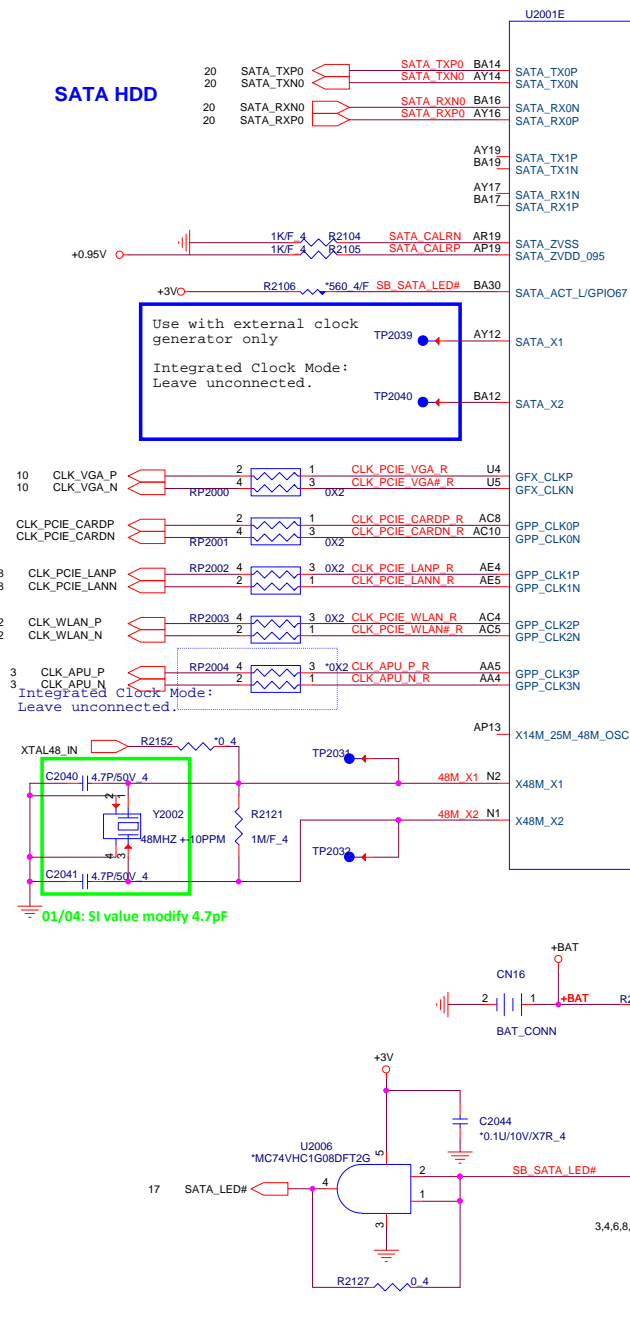 U2001E
SATA HDD
20 SATA_TXP0 SATA_TXP0 BA14 SATA_TX0P
20 SATA_TXN0 SATA_TXN0 AY14 SATA_TX0N
20 SATA_RXN0 SATA_RXN0 BA16 SATA_RX0N
20 SATA_RXP0 SATA_RXP0 AY16 SATA_RX0P
AY19 SATA_TX1P
BA19 SATA_TX1N
AY17 SATA_RX1N
BA17 SATA_RX1P
1K/F_4 R2104 SATA_CALRN AR19 SATA_ZVSS
+0.95V 1K/F_4 R2105 SATA_CALRP AP19 SATA_ZVDD_095
+3V R2106 *560_4/F SB_SATA_LED# BA30 SATA_ACT_L/GPIO67
Use with external clock
generator only
TP2039 AY12 SATA_X1
Integrated Clock Mode:
Leave unconnected.
TP2040 BA12 SATA_X2
10 CLK_VGA_P 2 1 CLK_PCIE_VGA_R U4 GFX_CLKP
10 CLK_VGA_N RP2000 4 3 0X2 CLK_PCIE_VGA#_R U5 GFX_CLKN
CLK_PCIE_CARDP 2 1 CLK_PCIE_CARDP_R AC8 GPP_CLK0P
CLK_PCIE_CARDN RP2001 4 3 0X2 CLK_PCIE_CARDN_R AC10 GPP_CLK0N
CLK_PCIE_LANP RP2002 4 3 0X2 CLK_PCIE_LANP_R AE4 GPP_CLK1P
CLK_PCIE_LANN 2 1 CLK_PCIE_LANN_R AE5 GPP_CLK1N
2 CLK_WLAN_P RP2003 4 3 0X2 CLK_PCIE_WLAN_R AC4 GPP_CLK2P
2 CLK_WLAN_N 2 1 CLK_PCIE_WLAN#_R AC5 GPP_CLK2N
3 CLK_APU_P RP2004 4 3 *0X2 CLK_APU_P_R AA5 GPP_CLK3P
3 CLK_APU_N 2 1 CLK_APU_N_R AA4 GPP_CLK3N
Integrated Clock Mode:
Leave unconnected.
AP13 X14M_25M_48M_OSC
XTAL48_IN R2152 *0_4
TP2031
C2040 4.7P/50V_4 48M_X1 N2 X48M_X1
2 1
Y2002 R2121 48M_X2 N1 X48M_X2
48MHZ +-10PPM 1M/F_4
4 3 TP2032
C2041 4.7P/50V_4
01/04: SI value modify 4.7pF
+BAT
CN16
2 1 +BAT
BAT_CONN
+3V
C2044
*0.1U/10V/X7R_4
U2006
*MC74VHC1G08DFT2G
5
2 SB_SATA_LED#
17 SATA_LED# 4
1
3
3,4,6,8,
R2127 0_4